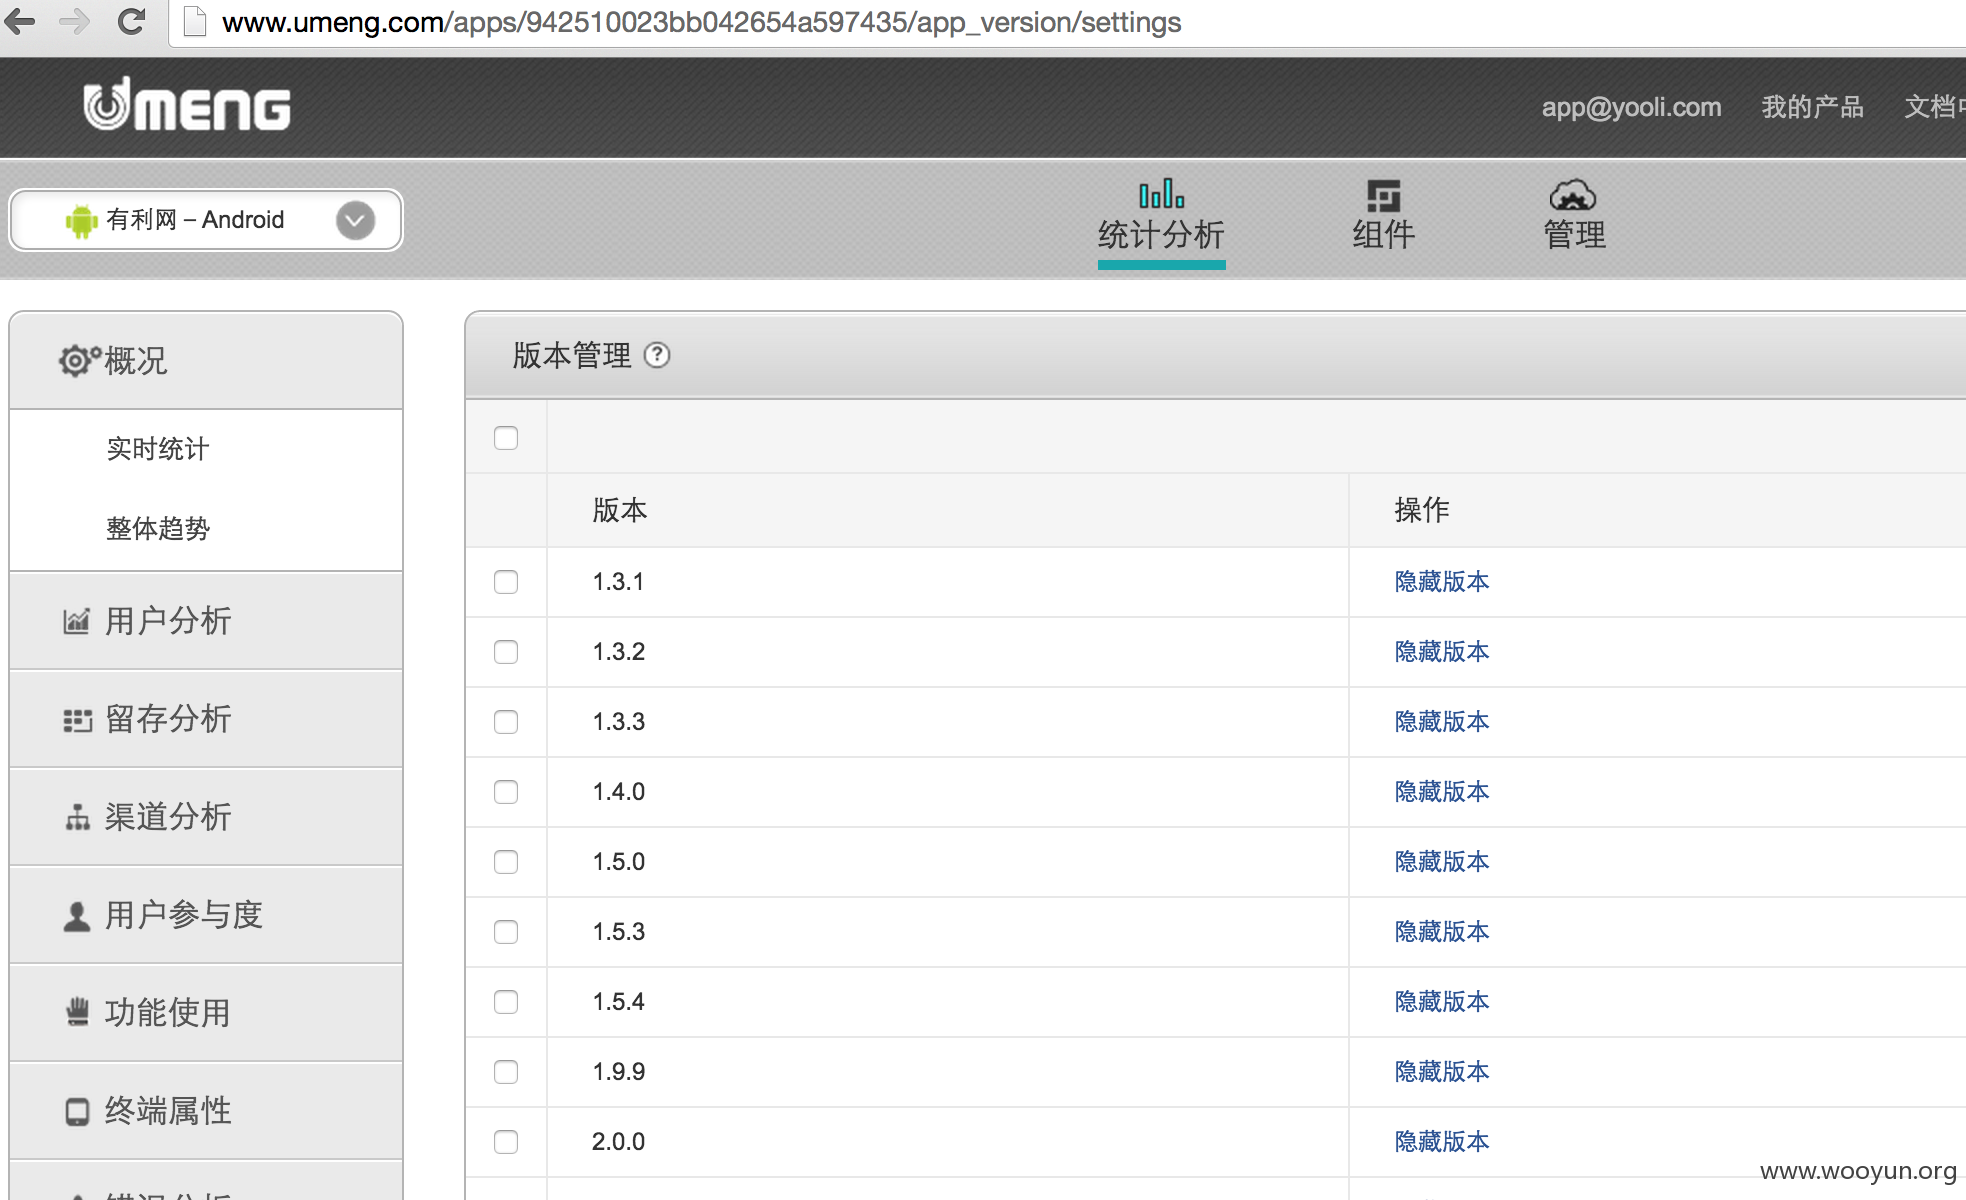 www.umeng.com/apps/942510023bb042654a597435/app_version/settings
UMENG
app@yooli.com 我的产品 文档
有利网 – Android
统计分析 组件 管理
概况
实时统计
整体趋势
用户分析
留存分析
渠道分析
用户参与度
功能使用
终端属性
版本管理 ?
版本 操作
1.3.1 隐藏版本
1.3.2 隐藏版本
1.3.3 隐藏版本
1.4.0 隐藏版本
1.5.0 隐藏版本
1.5.3 隐藏版本
1.5.4 隐藏版本
1.9.9 隐藏版本
2.0.0 隐藏版本
www.wooyun.org